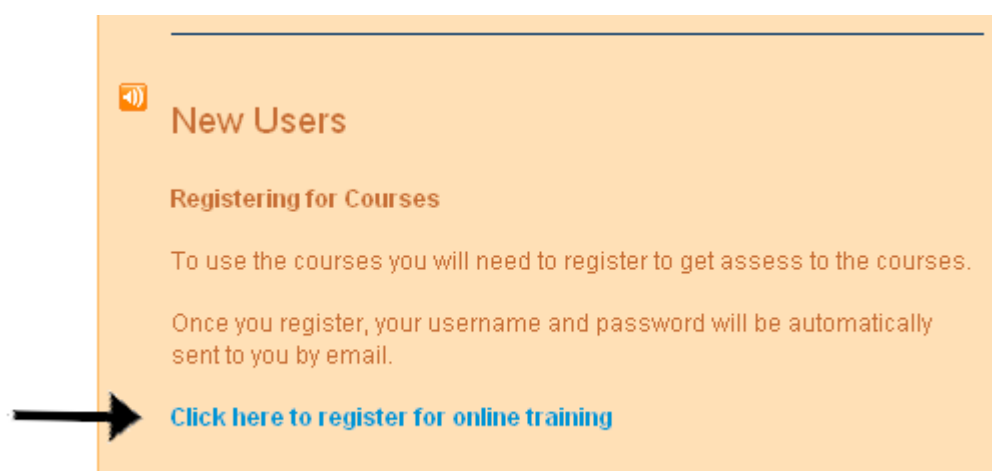 New Users
Registering for Courses
To use the courses you will need to register to get assess to the courses.
Once you register, your username and password will be automatically
sent to you by email.
Click here to register for online training